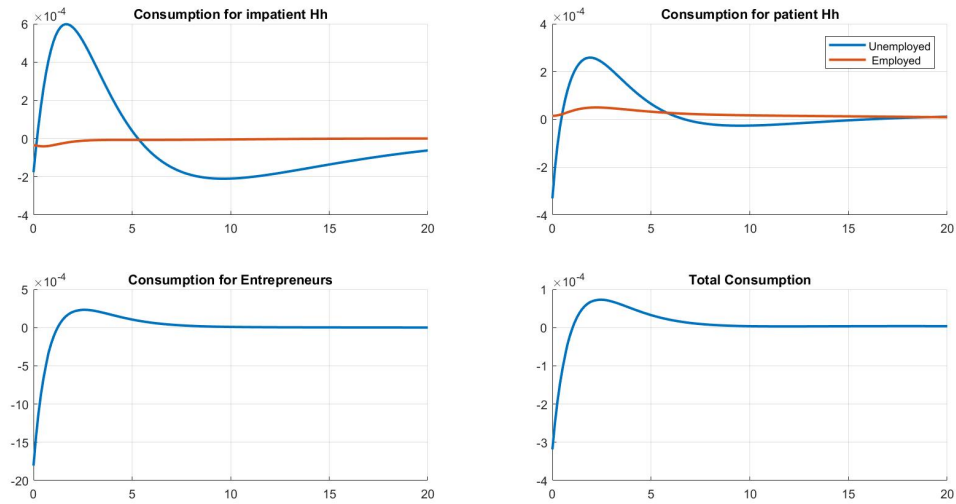 Consumption for impatient Hh
×10⁻⁴
6
4
2
0
-2
-4
0 5 10 15 20
Consumption for patient Hh
×10⁻⁴
4
2
0
-2
-4
0 5 10 15 20
Unemployed
Employed
Consumption for Entrepreneurs
×10⁻⁴
5
0
-5
-10
-15
-20
0 5 10 15 20
Total Consumption
×10⁻⁴
1
0
-1
-2
-3
-4
0 5 10 15 20